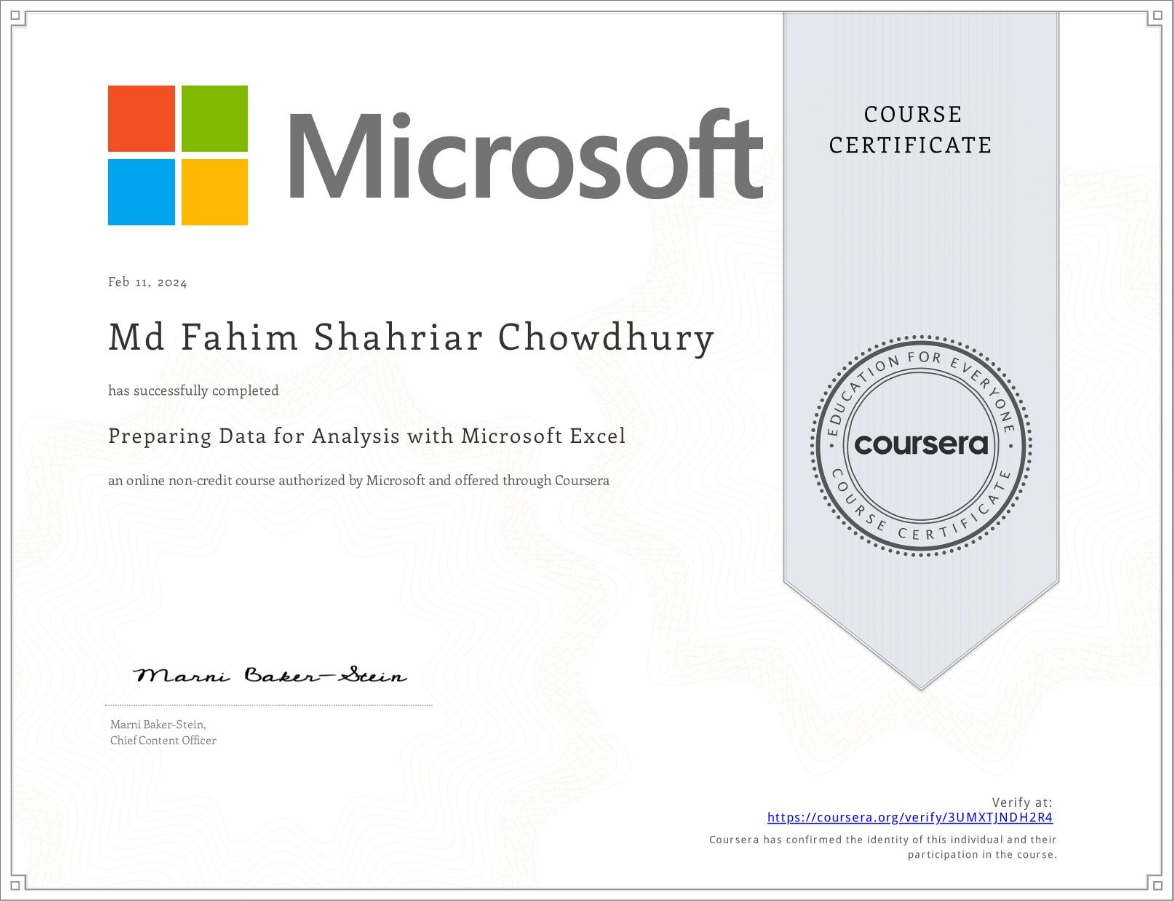 Microsoft
COURSE
CERTIFICATE
Feb 11, 2024
Md Fahim Shahriar Chowdhury
has successfully completed
Preparing Data for Analysis with Microsoft Excel
an online non-credit course authorized by Microsoft and offered through Coursera
EDUCATION FOR EVERYONE
coursera
COURSE CERTIFICATE
Marni Baker-Stein
Marni Baker-Stein,
Chief Content Officer
Verify at:
https://coursera.org/verify/3UMXTJNDH2R4
Coursera has confirmed the identity of this individual and their
participation in the course.